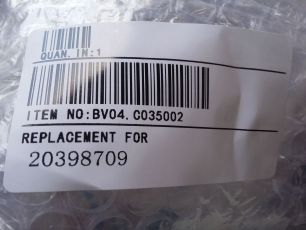 QUAN. IN:1
ITEM NO:BV04.C035002
REPLACEMENT FOR
20398709